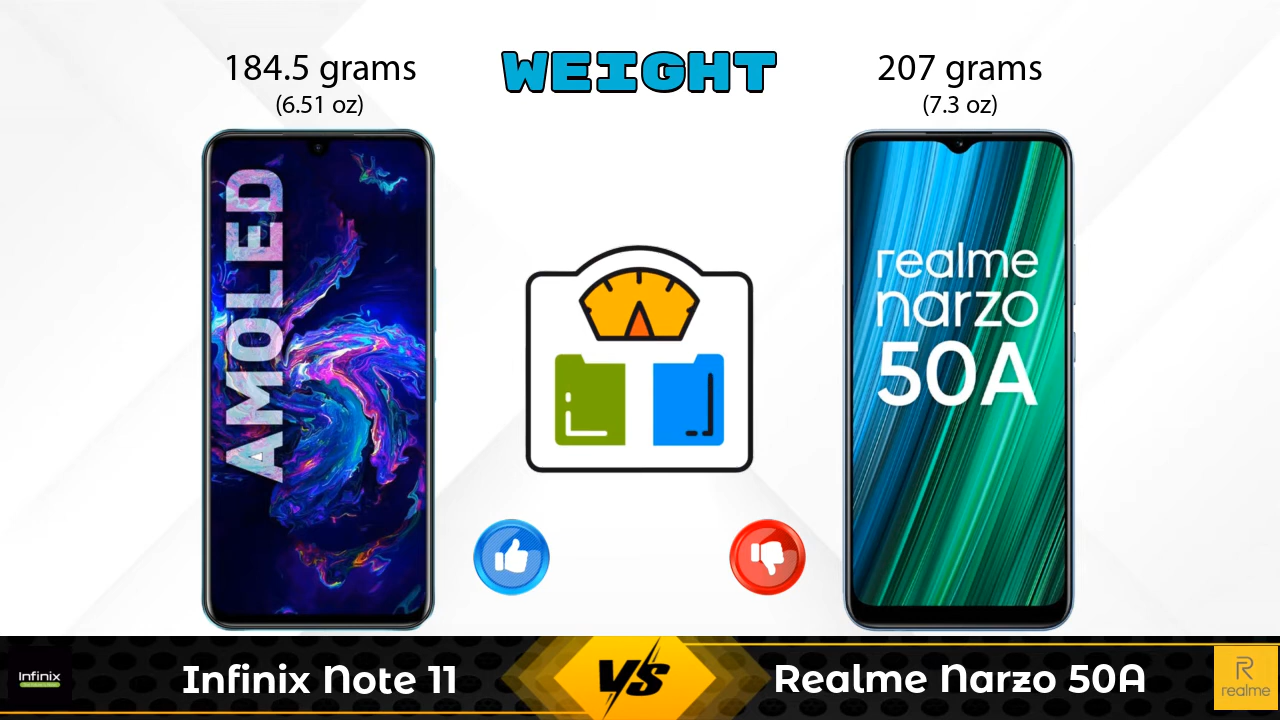 184.5 grams
(6.51 oz)
WEIGHT
207 grams
(7.3 oz)
AMOLED
realme
narzo
50A
Infinix
Infinix Note 11
VS
Realme Narzo 50A
R
realme